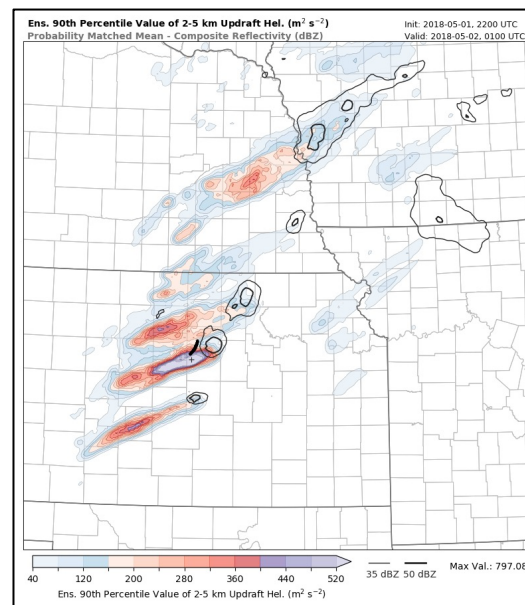 Ens. 90th Percentile Value of 2-5 km Updraft Hel. (m² s⁻²)
Init: 2018-05-01, 2200 UTC
Probability Matched Mean - Composite Reflectivity (dBZ)
Valid: 2018-05-02, 0100 UTC
40 120 200 280 360 440 520
35 dBZ 50 dBZ
Max Val.: 797.08
Ens. 90th Percentile Value of 2-5 km Updraft Hel. (m² s⁻²)